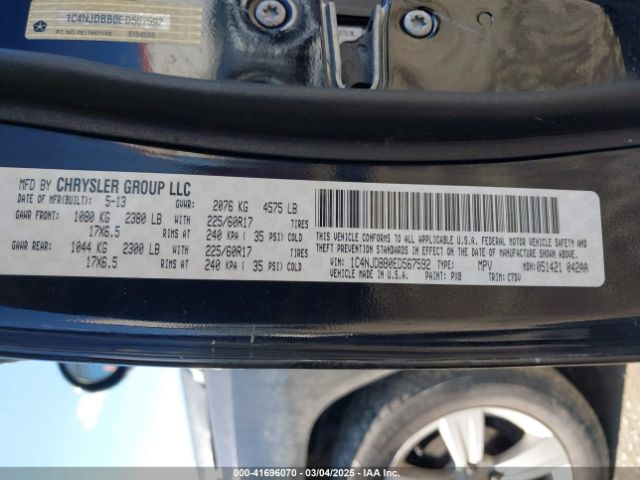 1C4NJDBB0ED567592
MFD BY CHRYSLER GROUP LLC
DATE OF MFR(BUILT): 5-13 GVWR: 2076 KG 4575 LB
GAWR FRONT: 1080 KG 2380 LB WITH 225/60R17 TIRES
17X6.5 RIMS AT 240 KPA ( 35 PSI) COLD
GAWR REAR: 1044 KG 2300 LB WITH 225/60R17 TIRES
17X6.5 RIMS AT 240 KPA ( 35 PSI) COLD
THIS VEHICLE CONFORMS TO ALL APPLICABLE U.S.A. FEDERAL MOTOR VEHICLE SAFETY, BUMPER AND
THEFT PREVENTION STANDARDS IN EFFECT ON THE DATE OF MANUFACTURE SHOWN ABOVE.
VIN: 1C4NJDBB0ED567592 TYPE: MPV MDH: 051421 042AA
VEHICLE MADE IN U.S.A. PAINT: PX8 TRIM: C7DV
000-41696070 — 03/04/2025 - IAA Inc.